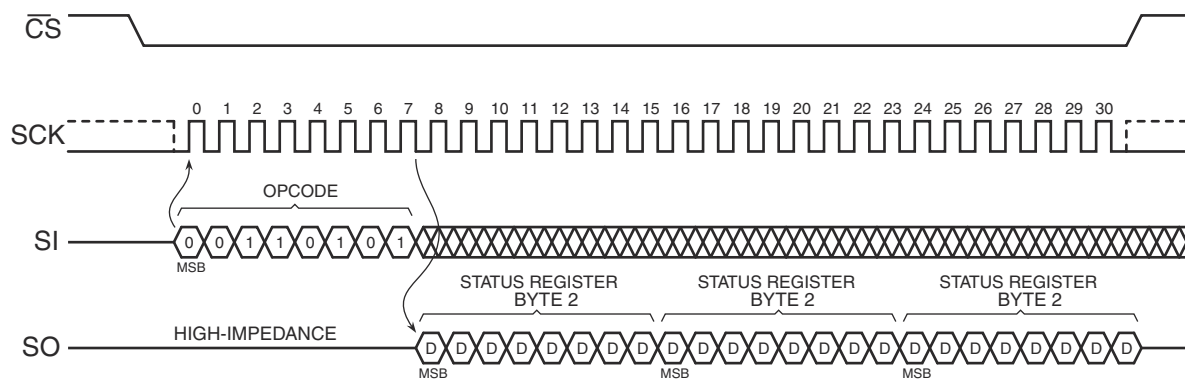 CS
0 1 2 3 4 5 6 7 8 9 10 11 12 13 14 15 16 17 18 19 20 21 22 23 24 25 26 27 28 29 30
SCK
OPCODE
SI
0 0 1 1 0 1 0 1
MSB
STATUS REGISTER
BYTE 2
STATUS REGISTER
BYTE 2
STATUS REGISTER
BYTE 2
HIGH-IMPEDANCE
SO
D D D D D D D D D D D D D D D D D D D D D D D D
MSB
MSB
MSB